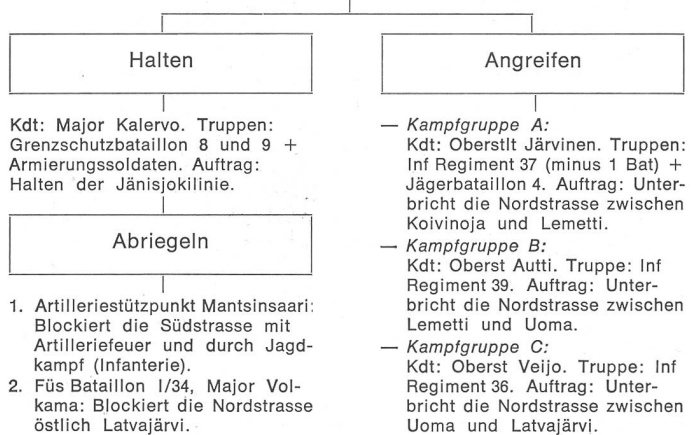 Halten
Kdt: Major Kalervo. Truppen:
Grenzschutzbataillon 8 und 9 +
Armierungssoldaten. Auftrag:
Halten der Jänisjokilinie.
Abriegeln
1. Artilleriestützpunkt Mantsinsaari:
Blockiert die Südstrasse mit
Artilleriefeuer und durch Jagd-
kampf (Infanterie).
2. Füs Bataillon I/34, Major Vol-
kama: Blockiert die Nordstrasse
östlich Latvajärvi.
Angreifen
— Kampfgruppe A:
Kdt: Oberstlt Järvinen. Truppen:
Inf Regiment 37 (minus 1 Bat) +
Jägerbataillon 4. Auftrag: Unter-
bricht die Nordstrasse zwischen
Koivinoja und Lemetti.
— Kampfgruppe B:
Kdt: Oberst Autti. Truppe: Inf
Regiment 39. Auftrag: Unter-
bricht die Nordstrasse zwischen
Lemetti und Uoma.
— Kampfgruppe C:
Kdt: Oberst Veijo. Truppe: Inf
Regiment 36. Auftrag: Unter-
bricht die Nordstrasse zwischen
Uoma und Latvajärvi.